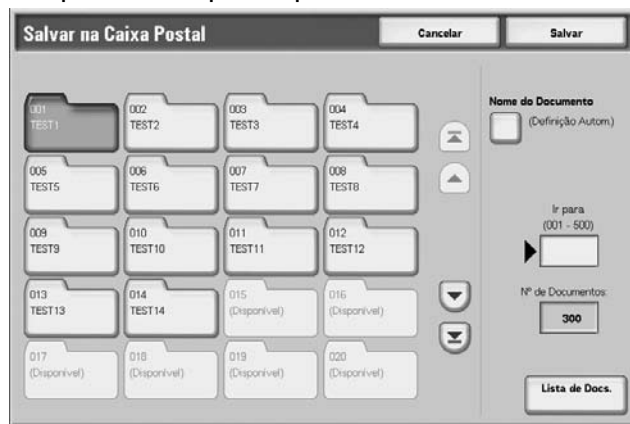 Salvar na Caixa Postal
Cancelar
Salvar
001
TEST1
002
TEST2
003
TEST3
004
TEST4
005
TEST5
006
TEST6
007
TEST7
008
TEST8
009
TEST9
010
TEST10
011
TEST11
012
TEST12
013
TEST13
014
TEST14
015
(Disponível)
016
(Disponível)
017
(Disponível)
018
(Disponível)
019
(Disponível)
020
(Disponível)
Nome do Documento
(Definição Autom.)
Ir para
(001 - 500)
Nº de Documentos:
300
Lista de Docs.